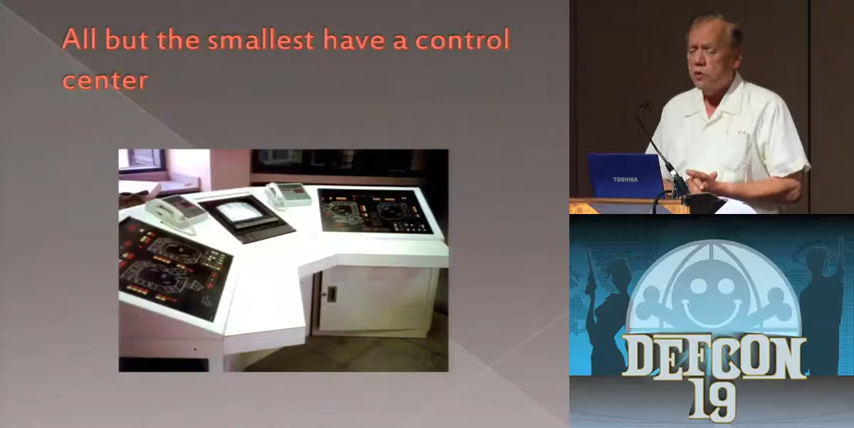 All but the smallest have a control
center
TOSHIBA
DEFCON
19